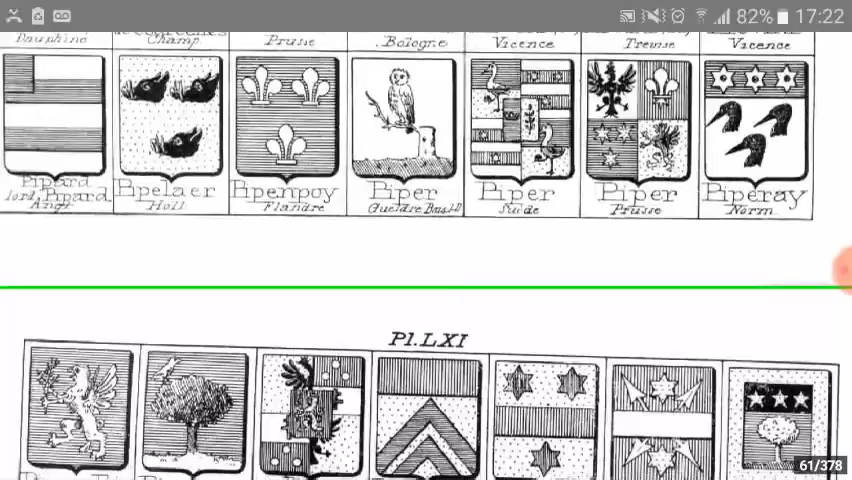 82% 17:22
Dauphiné Champ. Prusse Bologne Vicence Trevise Vicence
Pipard Pipelaer Pipenpoy Piper Piper Piper Piperay
lord Pipard Holl. Flandre Gueldre Suède Prusse Norm.
Angl.
Pl. LXI
61/378